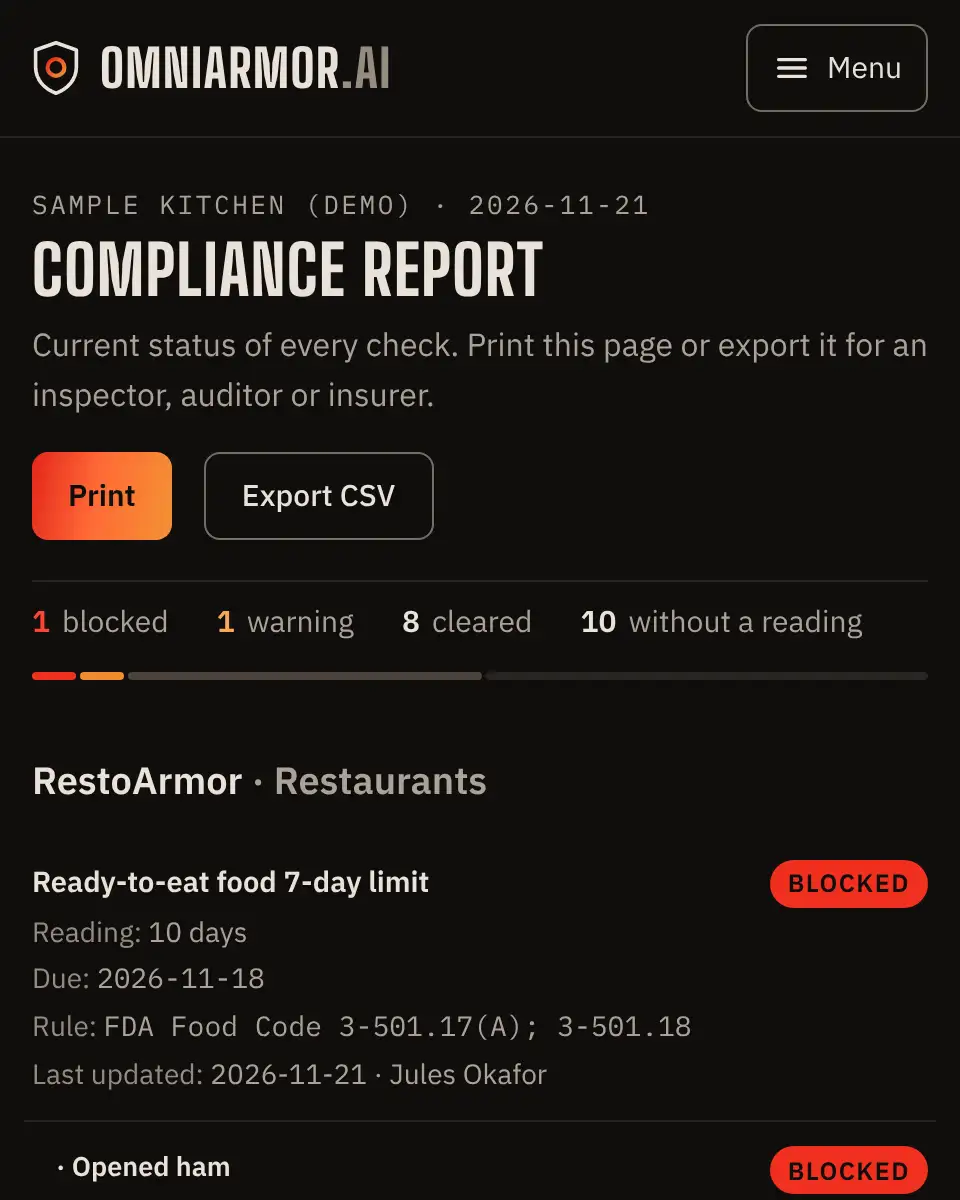 OMNIARMOR.AI
Menu
SAMPLE KITCHEN (DEMO) · 2026-11-21
COMPLIANCE REPORT
Current status of every check. Print this page or export it for an
inspector, auditor or insurer.
Print
Export CSV
1 blocked 1 warning 8 cleared 10 without a reading
RestoArmor · Restaurants
Ready-to-eat food 7-day limit
BLOCKED
Reading: 10 days
Due: 2026-11-18
Rule: FDA Food Code 3-501.17(A); 3-501.18
Last updated: 2026-11-21 · Jules Okafor
· Opened ham
BLOCKED